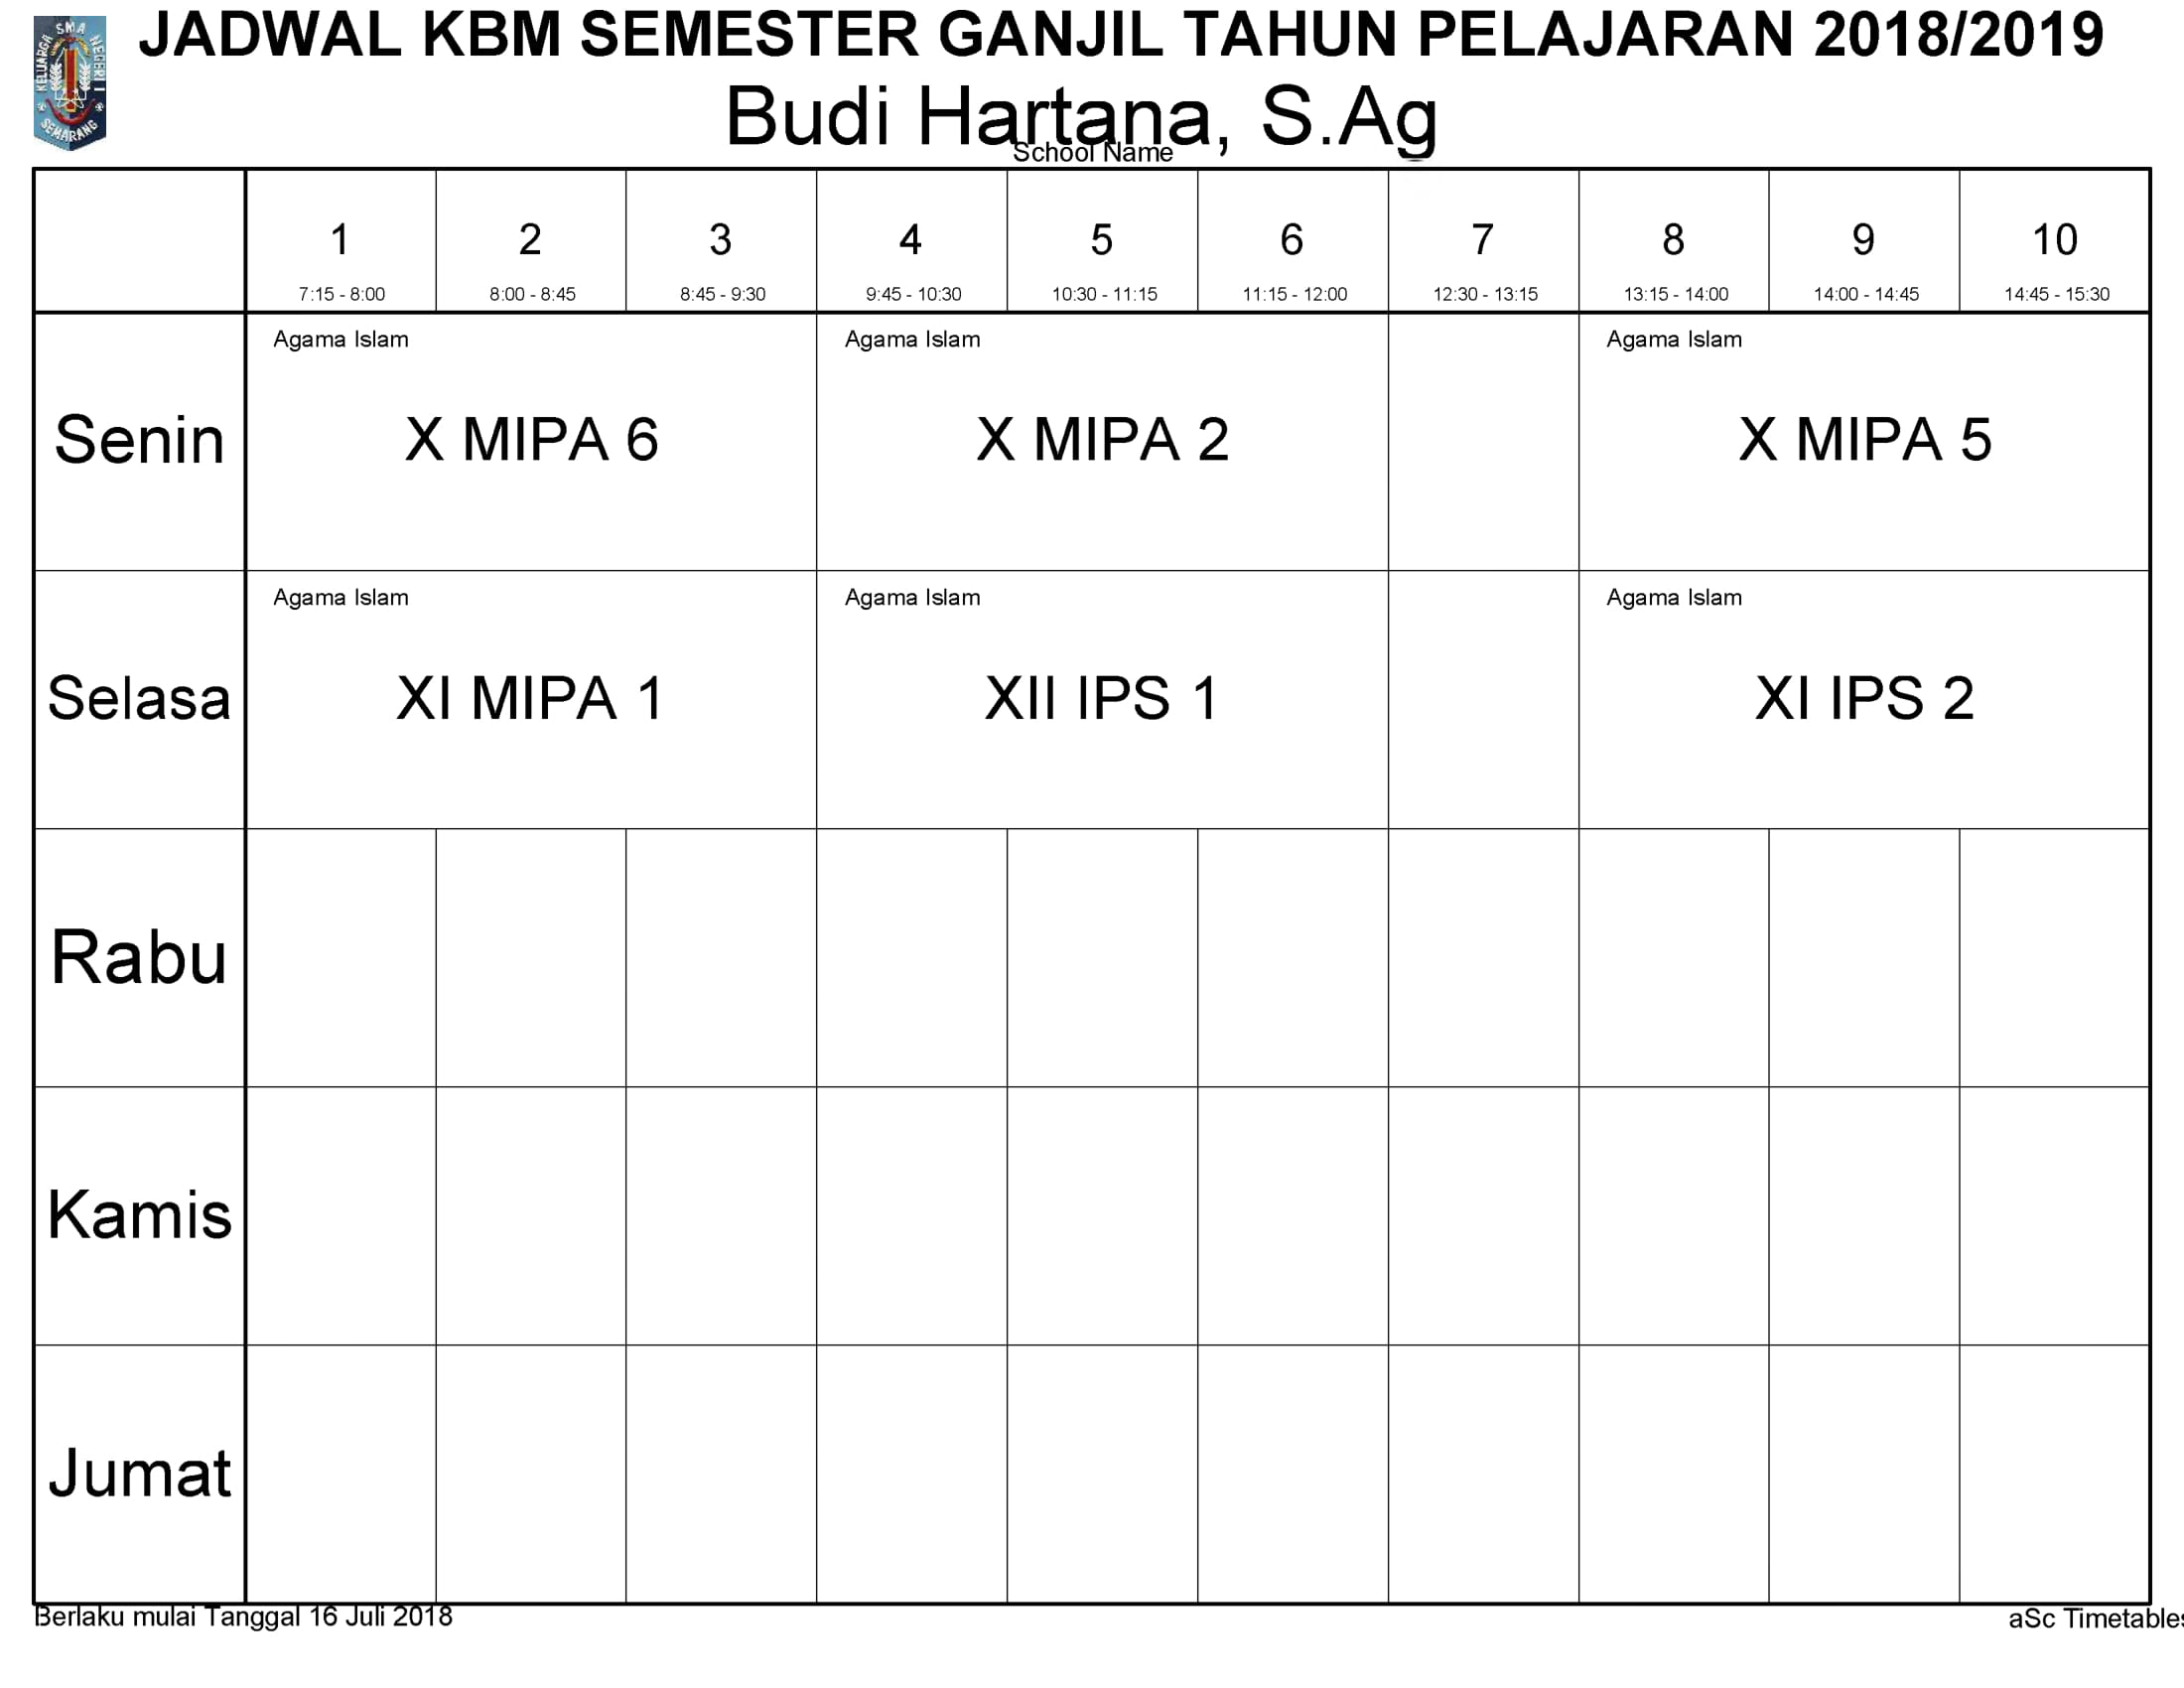 KELUARGA SMA NEGERI 1
SEMARANG
JADWAL KBM SEMESTER GANJIL TAHUN PELAJARAN 2018/2019
Budi Hartana, S.Ag
School Name
1 2 3 4 5 6 7 8 9 10
7:15 - 8:00 8:00 - 8:45 8:45 - 9:30 9:45 - 10:30 10:30 - 11:15 11:15 - 12:00 12:30 - 13:15 13:15 - 14:00 14:00 - 14:45 14:45 - 15:30
Agama Islam Agama Islam Agama Islam
Senin X MIPA 6 X MIPA 2 X MIPA 5
Agama Islam Agama Islam Agama Islam
Selasa XI MIPA 1 XII IPS 1 XI IPS 2
Rabu
Kamis
Jumat
Berlaku mulai Tanggal 16 Juli 2018 aSc Timetables